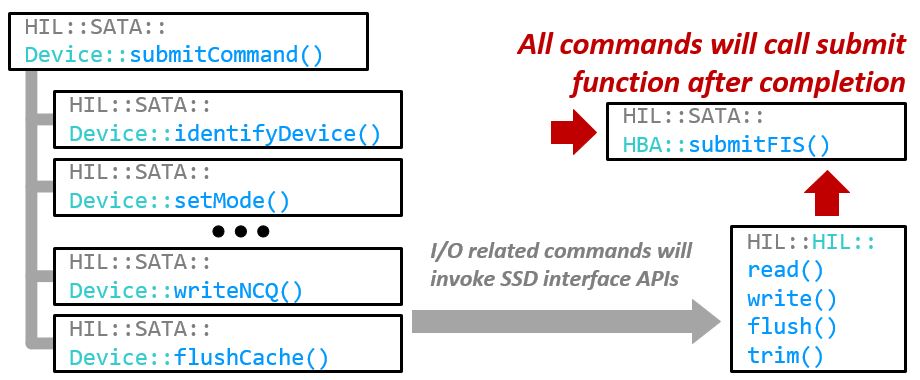 HIL::SATA::
Device::submitCommand()
HIL::SATA::
Device::identifyDevice()
HIL::SATA::
Device::setMode()
•••
HIL::SATA::
Device::writeNCQ()
HIL::SATA::
Device::flushCache()
I/O related commands will
invoke SSD interface APIs
All commands will call submit
function after completion
HIL::SATA::
HBA::submitFIS()
HIL::HIL::
read()
write()
flush()
trim()